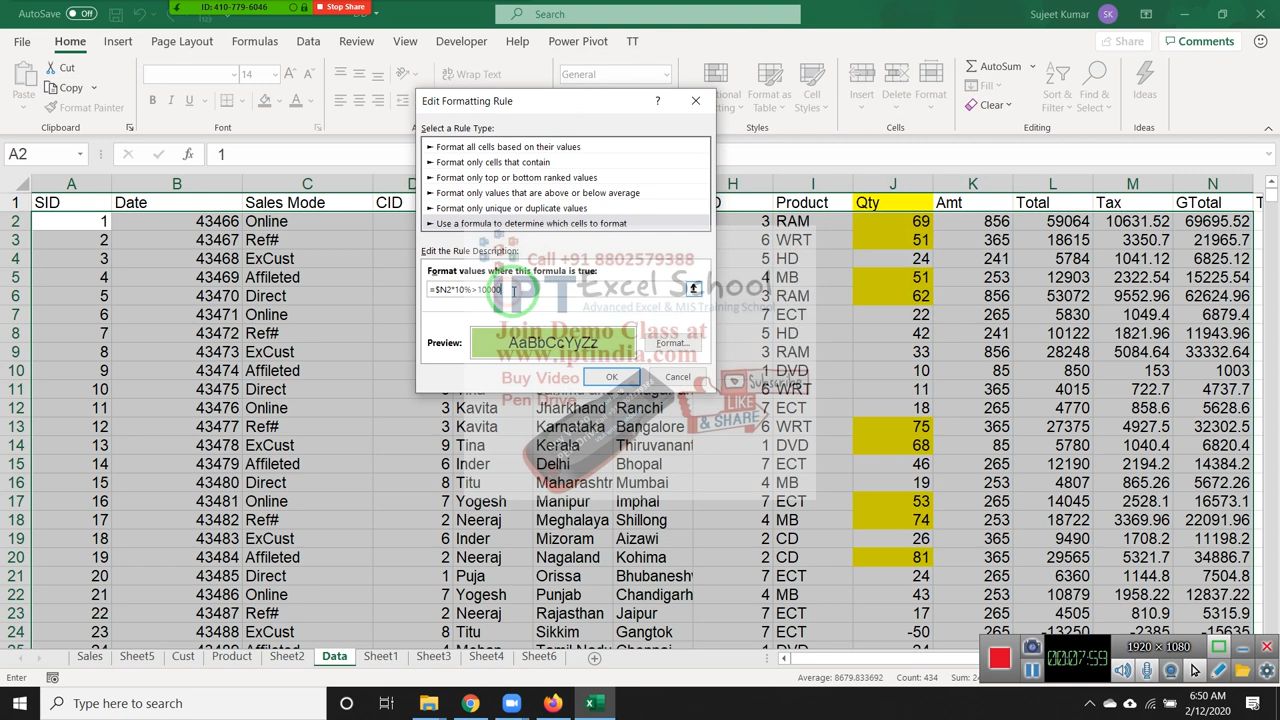 AutoSave Off ID: 410-779-6046 Stop Share Search Sujeet Kumar SK
File Home Insert Page Layout Formulas Data Review View Developer Help Power Pivot TT Share Comments
Paste Cut Copy Format Painter 14 Wrap Text General Format as Table Cell Styles Insert Delete Format AutoSum Fill Clear Sort & Filter Find & Select Ideas
Clipboard Font Styles Cells Editing Ideas
A2 fx 1
Edit Formatting Rule ?
Select a Rule Type:
► Format all cells based on their values
► Format only cells that contain
► Format only top or bottom ranked values
► Format only values that are above or below average
► Format only unique or duplicate values
► Use a formula to determine which cells to format
Edit the Rule Description:
Format values where this formula is true:
=$N2*10%>10000
Preview: AaBbCcYyZz Format...
OK Cancel
Call +91 8802579388
IPT Excel School
Advanced Excel & MIS Training School
Join Demo Class at
www.iptindia.com
Buy Video
Pen Drive
Subscribe
LIKE
& SHARE
A B C D H I J K L M N
1 SID Date Sales Mode CID Product Qty Amt Total Tax GTotal
2 1 43466 Online 3 RAM 69 856 59064 10631.52 69695.52
3 2 43467 Ref# 6 WRT 51 365 18615 3350.7 21965.7
4 3 43468 ExCust 5 HD 24 241 5784 1041.12 6825.12
5 4 43469 Affileted 4 MB 51 253 12903 2322.54 15225.54
6 5 43470 Direct 3 RAM 62 856 53072 9552.96 62624.96
7 6 43471 Online 7 ECT 22 265 5830 1049.4 6879.4
8 7 43472 Ref# 5 HD 42 241 10122 1821.96 11943.96
9 8 43473 ExCust 3 RAM 33 856 28248 5084.64 33332.64
10 9 43474 Affileted 1 DVD 10 85 850 153 1003
11 10 43475 Direct 6 WRT 11 365 4015 722.7 4737.7
12 11 43476 Online 3 Kavita Jharkhand Ranchi 7 ECT 18 265 4770 858.6 5628.6
13 12 43477 Ref# 3 Kavita Karnataka Bangalore 6 WRT 75 365 27375 4927.5 32302.5
14 13 43478 ExCust 9 Tina Kerala Thiruvanant 1 DVD 68 85 5780 1040.4 6820.4
15 14 43479 Affileted 7 Inder Delhi Bhopal 7 ECT 46 265 12190 2194.2 14384.2
16 15 43480 Direct 8 Titu Maharashtr Mumbai 4 MB 19 253 4807 865.26 5672.26
17 16 43481 Online 7 Yogesh Manipur Imphal 7 ECT 53 265 14045 2528.1 16573.1
18 17 43482 Ref# 2 Neeraj Meghalaya Shillong 4 MB 74 253 18722 3369.96 22091.96
19 18 43483 ExCust 6 Inder Mizoram Aizawi 2 CD 26 365 9490 1708.2 11198.2
20 19 43484 Affileted 2 Neeraj Nagaland Kohima 2 CD 81 365 29565 5321.7 34886.7
21 20 43485 Direct 1 Puja Orissa Bhubanesh 7 ECT 24 265 6360 1144.8 7504.8
22 21 43486 Online 7 Yogesh Punjab Chandigarh 4 MB 43 253 10879 1958.22 12837.22
23 22 43487 Ref# 6 Neeraj Rajasthan Jaipur 7 ECT 17 265 4505 810.9 5315.9
24 23 43488 ExCust 8 Titu Sikkim Gangtok 7 ECT -50 265 -13250 -2385 -15635
Sales Sheet5 Cust Product Sheet2 Data Sheet1 Sheet3 Sheet4 Sheet6
Enter Average: 8679.833692 Count: 434
00:07:59 1920 × 1080
Type here to search
6:50 AM
2/12/2020